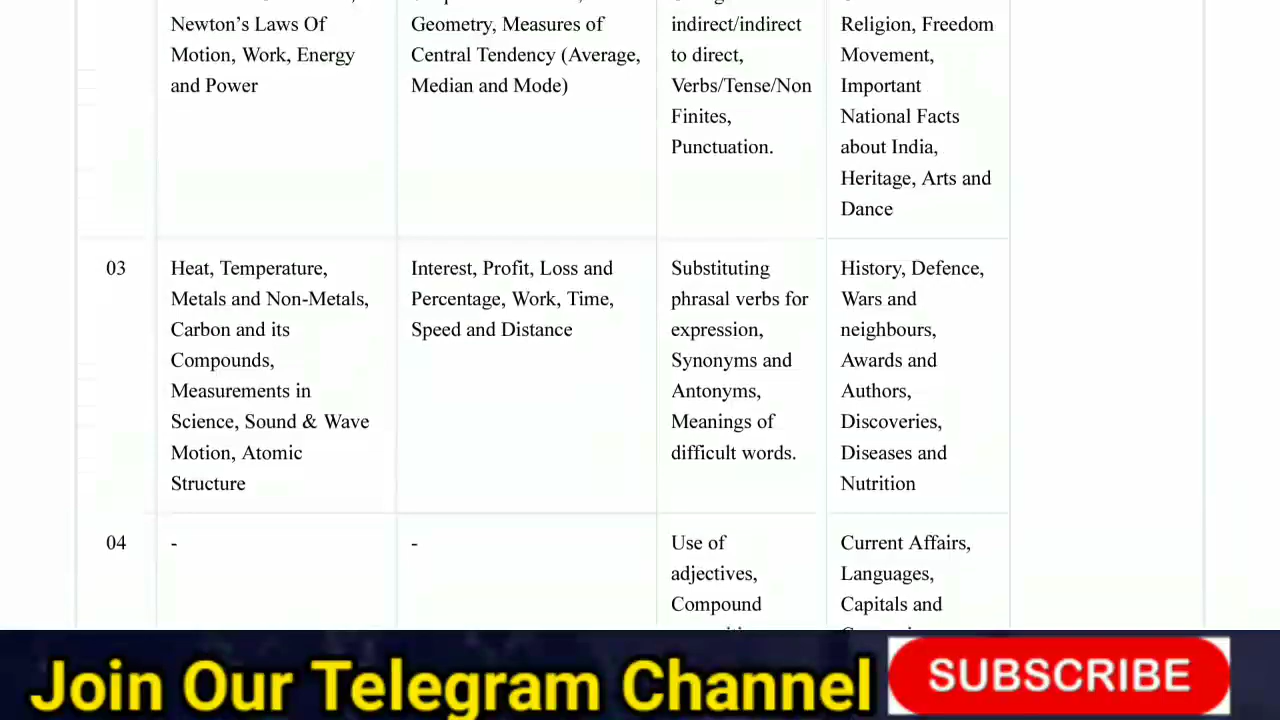 Newton’s Laws Of
Motion, Work, Energy
and Power
Geometry, Measures of
Central Tendency (Average,
Median and Mode)
indirect/indirect
to direct,
Verbs/Tense/Non
Finites,
Punctuation.
Religion, Freedom
Movement,
Important
National Facts
about India,
Heritage, Arts and
Dance
03
Heat, Temperature,
Metals and Non-Metals,
Carbon and its
Compounds,
Measurements in
Science, Sound & Wave
Motion, Atomic
Structure
Interest, Profit, Loss and
Percentage, Work, Time,
Speed and Distance
Substituting
phrasal verbs for
expression,
Synonyms and
Antonyms,
Meanings of
difficult words.
History, Defence,
Wars and
neighbours,
Awards and
Authors,
Discoveries,
Diseases and
Nutrition
04
-
-
Use of
adjectives,
Compound
Current Affairs,
Languages,
Capitals and
Join Our Telegram Channel
SUBSCRIBE